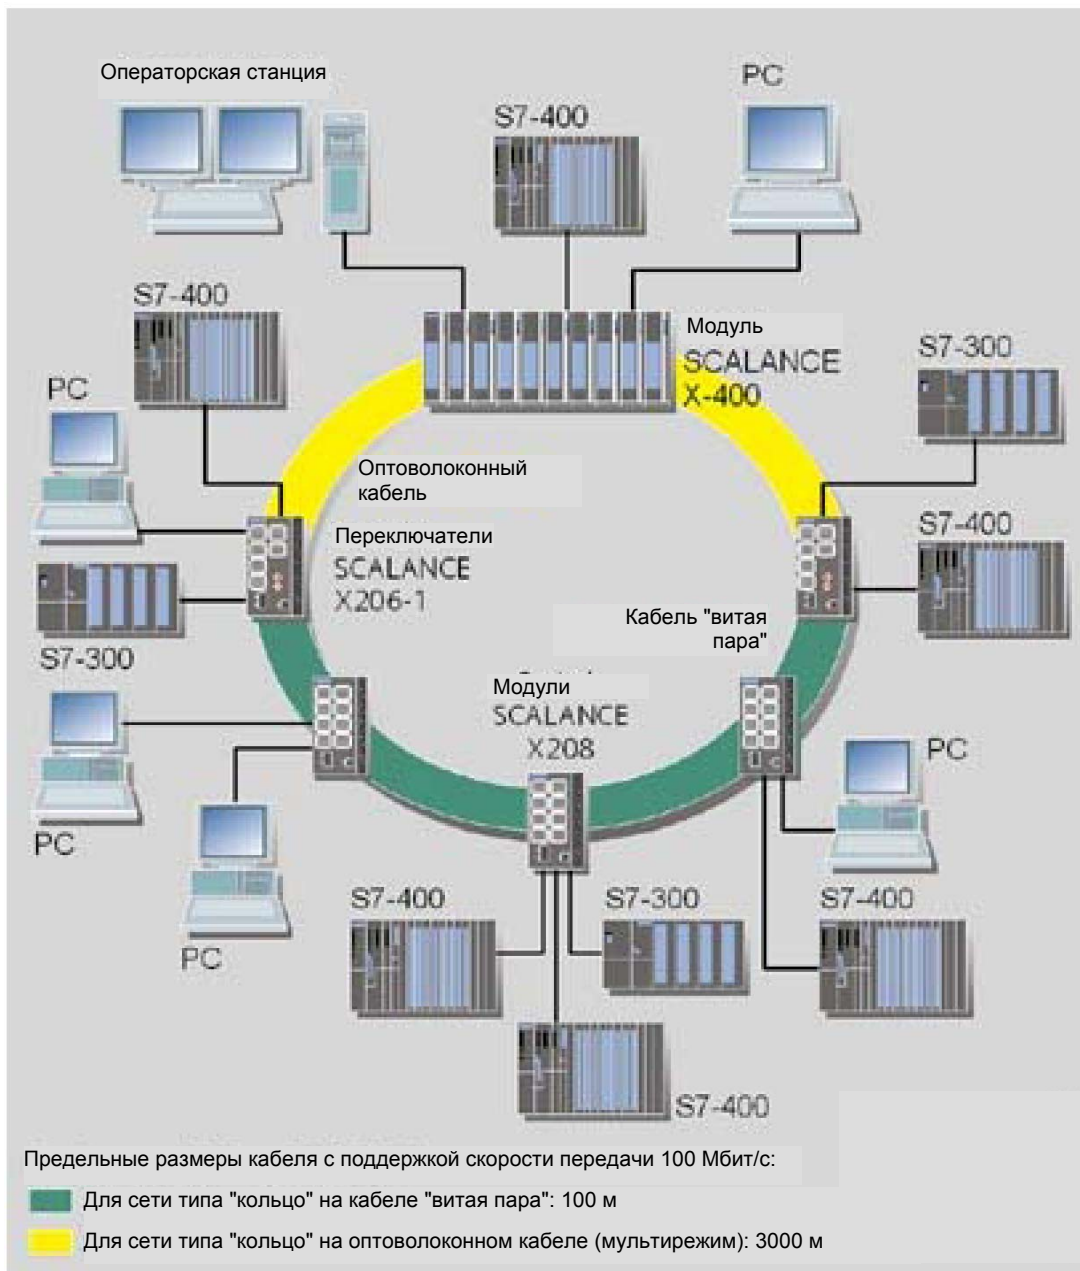 Операторская станция
PC
S7-400
S7-400
Модуль
SCALANCE
X-400
S7-300
PC
Оптоволоконный
кабель
S7-400
Переключатели
SCALANCE
X206-1
Кабель "витая
пара"
S7-300
Модули
SCALANCE
X208
PC
PC
PC
S7-400
S7-300
S7-400
S7-400
Предельные размеры кабеля с поддержкой скорости передачи 100 Мбит/с:
Для сети типа "кольцо" на кабеле "витая пара": 100 м
Для сети типа "кольцо" на оптоволоконном кабеле (мультирежим): 3000 м